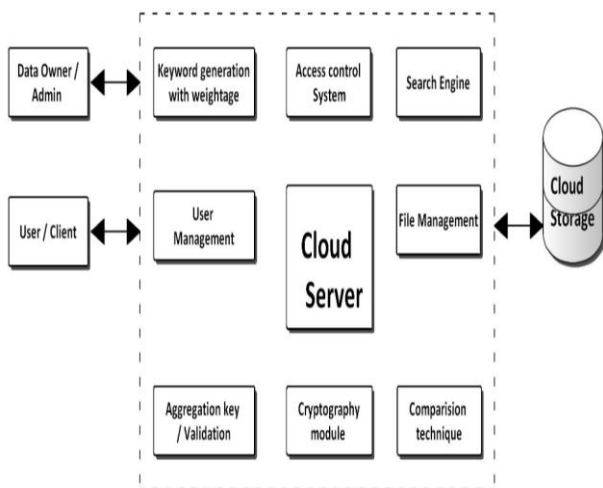 Data Owner /
Admin
Keyword generation
with weightage
Access control
System
Search Engine
User / Client
User
Management
Cloud
Server
File Management
Cloud
Storage
Aggregation key
/ Validation
Cryptography
module
Comparision
technique